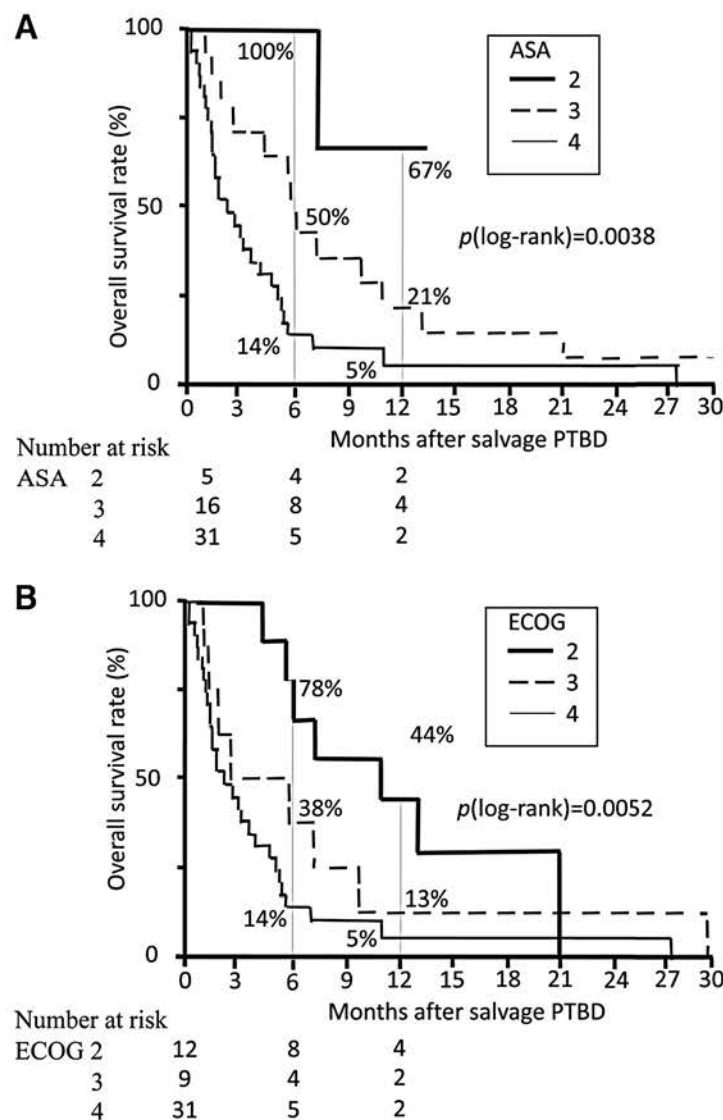 A
100
50
0
Overall survival rate (%)
100%
67%
50%
21%
14%
5%
ASA
2
3
4
p(log-rank)=0.0038
0 3 6 9 12 15 18 21 24 27 30
Months after salvage PTBD
Number at risk
ASA 2 5 4 2
3 16 8 4
4 31 5 2
B
100
50
0
Overall survival rate (%)
78%
44%
38%
13%
14%
5%
ECOG
2
3
4
p(log-rank)=0.0052
0 3 6 9 12 15 18 21 24 27 30
Months after salvage PTBD
Number at risk
ECOG 2 12 8 4
3 9 4 2
4 31 5 2